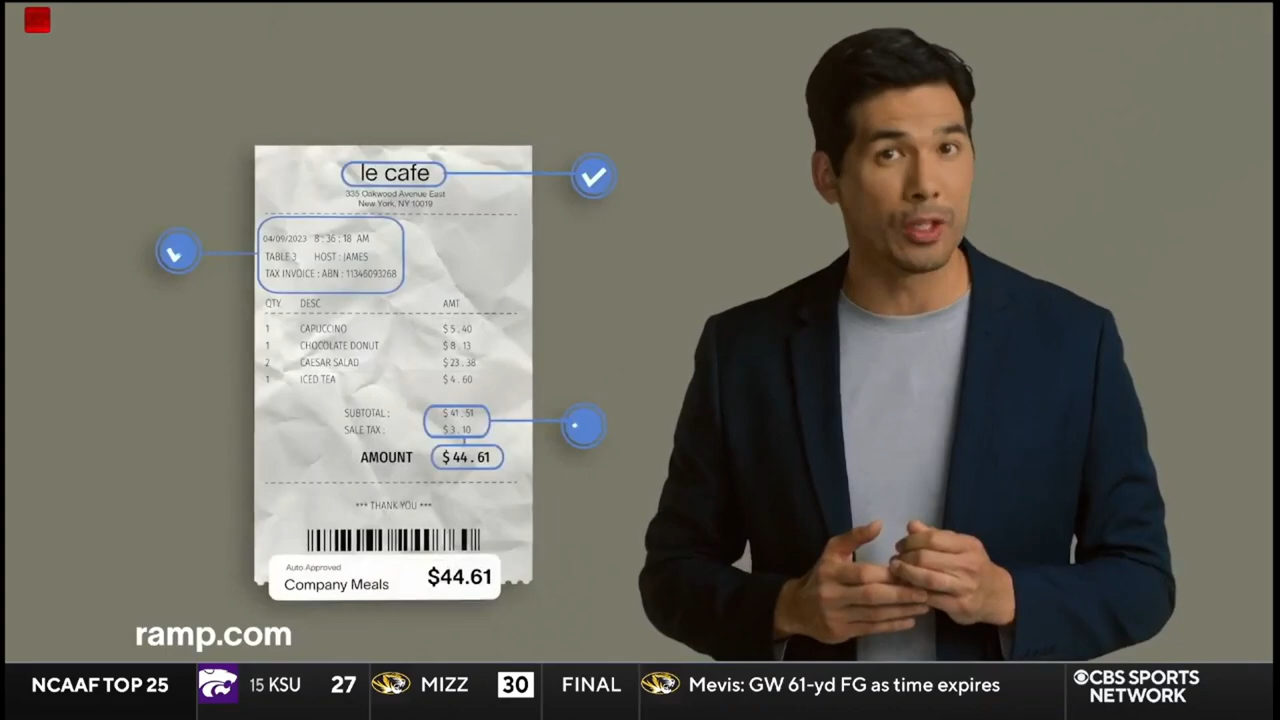 le cafe
335 Oakwood Avenue East
New York, NY 10019
04/09/2023 8:36:18 AM
TABLE 3 HOST : JAMES
TAX INVOICE : ABN : 11346093268
QTY. DESC AMT
1 CAPUCCINO $ 5 . 40
1 CHOCOLATE DONUT $ 8 . 13
2 CAESAR SALAD $ 23 . 38
1 ICED TEA $ 4 . 60
SUBTOTAL : $ 41 . 51
SALE TAX : $ 3 . 10
AMOUNT $ 44 . 61
*** THANK YOU ***
Auto Approved
Company Meals $44.61
ramp.com
NCAAF TOP 25 15 KSU 27 MIZZ 30 FINAL Mevis: GW 61-yd FG as time expires CBS SPORTS NETWORK